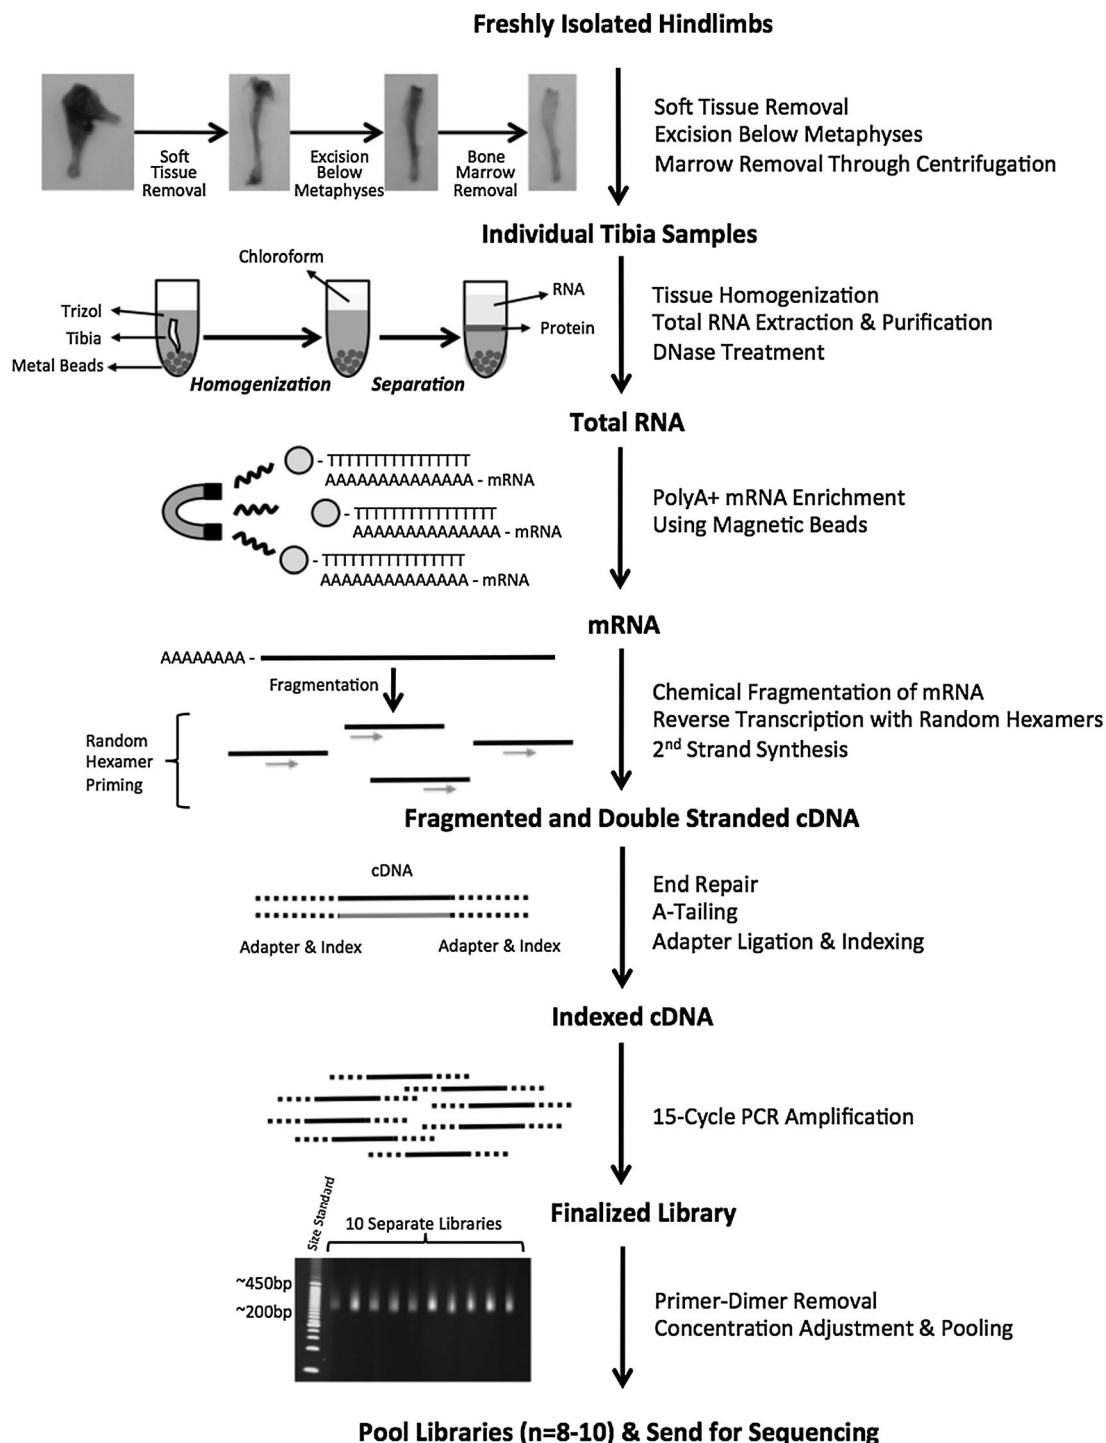 Freshly Isolated Hindlimbs
Soft
Tissue
Removal
Excision
Below
Metaphyses
Bone
Marrow
Removal
Soft Tissue Removal
Excision Below Metaphyses
Marrow Removal Through Centrifugation
Individual Tibia Samples
Chloroform
Trizol
Tibia
Metal Beads
RNA
Protein
Homogenization
Separation
Tissue Homogenization
Total RNA Extraction & Purification
DNase Treatment
Total RNA
- TTTTTTTTTTTTTTTT
AAAAAAAAAAAAAA - mRNA
- TTTTTTTTTTTTTTTT
AAAAAAAAAAAAAA - mRNA
- TTTTTTTTTTTTTTTT
AAAAAAAAAAAAAA - mRNA
PolyA+ mRNA Enrichment
Using Magnetic Beads
mRNA
AAAAAAAA -
Fragmentation
Random
Hexamer
Priming
Chemical Fragmentation of mRNA
Reverse Transcription with Random Hexamers
2nd Strand Synthesis
Fragmented and Double Stranded cDNA
cDNA
Adapter & Index
Adapter & Index
End Repair
A-Tailing
Adapter Ligation & Indexing
Indexed cDNA
15-Cycle PCR Amplification
Finalized Library
Size Standard
10 Separate Libraries
~450bp
~200bp
Primer-Dimer Removal
Concentration Adjustment & Pooling
Pool Libraries (n=8-10) & Send for Sequencing